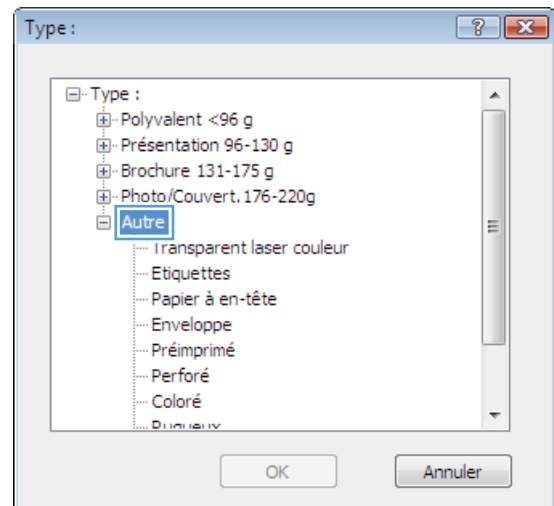 Type :
Type :
Polyvalent <96 g
Présentation 96-130 g
Brochure 131-175 g
Photo/Couvert. 176-220g
Autre
Transparent laser couleur
Etiquettes
Papier à en-tête
Enveloppe
Préimprimé
Perforé
Coloré
Rugueux
OK Annuler